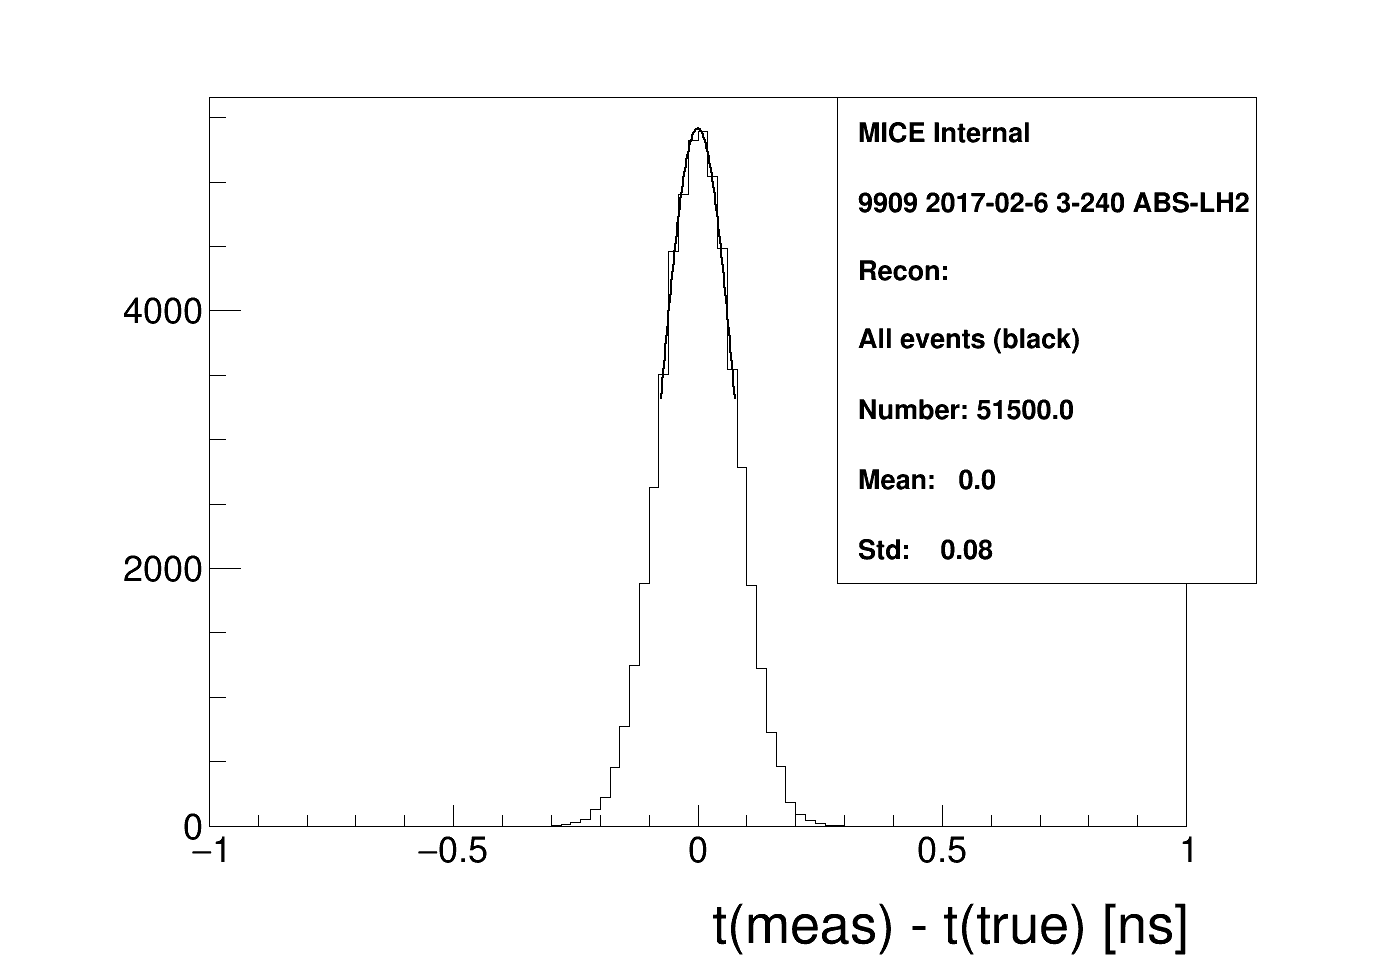 MICE Internal
9909 2017-02-6 3-240 ABS-LH2
Recon:
All events (black)
Number: 51500.0
Mean: 0.0
Std: 0.08
4000
2000
0
−1 −0.5 0 0.5 1
t(meas) - t(true) [ns]